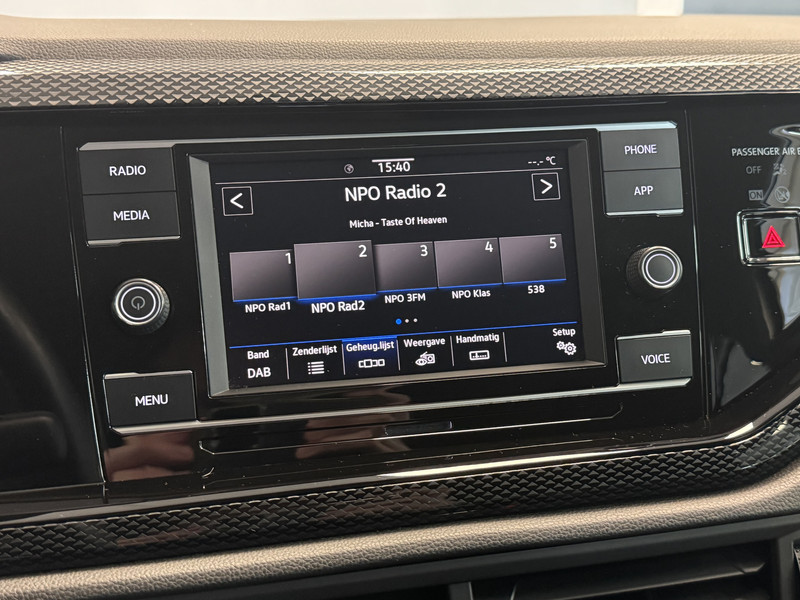 RADIO
MEDIA
MENU
15:40
--,- °C
<
NPO Radio 2
>
Micha - Taste Of Heaven
1
2
3
4
5
NPO Rad1
NPO Rad2
NPO 3FM
NPO Klas
538
Band
DAB
Zenderlijst
Geheug.lijst
Weergave
Handmatig
Setup
PHONE
APP
VOICE
PASSENGER AIR
OFF
ON